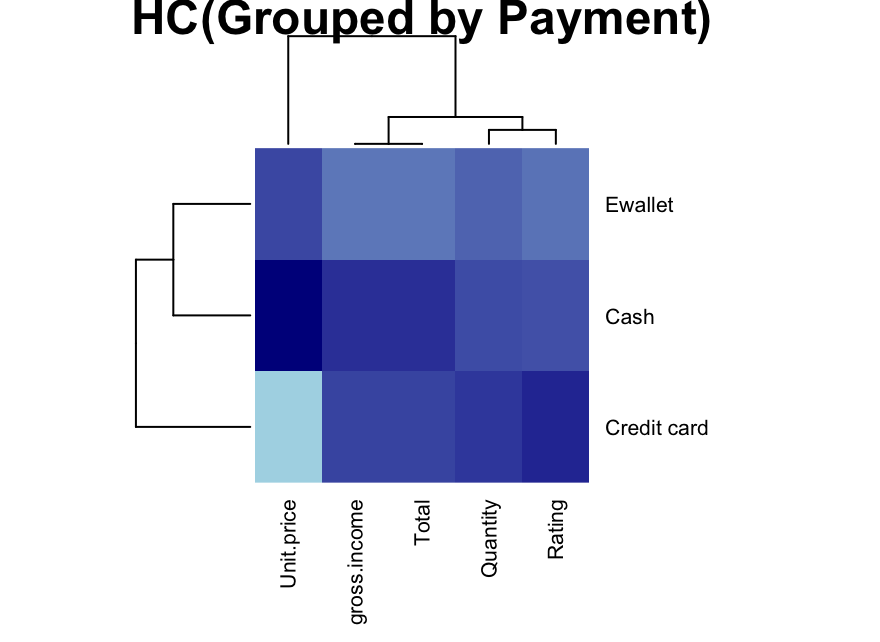 HC(Grouped by Payment)
Ewallet
Cash
Credit card
Unit.price
gross.income
Total
Quantity
Rating